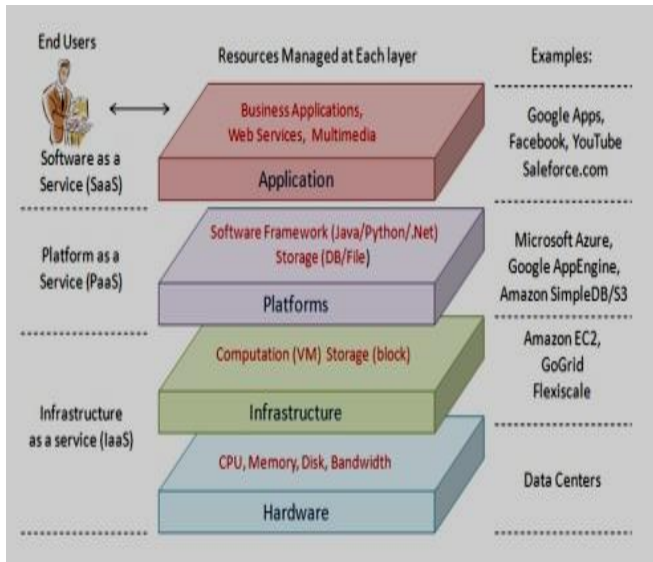 End Users
Resources Managed at Each layer
Examples:
Business Applications,
Web Services, Multimedia
Application
Software as a
Service (SaaS)
Google Apps,
Facebook, YouTube
Saleforce.com
Software Framework (Java/Python/.Net)
Storage (DB/File)
Platforms
Platform as a
Service (PaaS)
Microsoft Azure,
Google AppEngine,
Amazon SimpleDB/S3
Computation (VM) Storage (block)
Infrastructure
Amazon EC2,
GoGrid
Flexiscale
Infrastructure
as a service (IaaS)
CPU, Memory, Disk, Bandwidth
Hardware
Data Centers